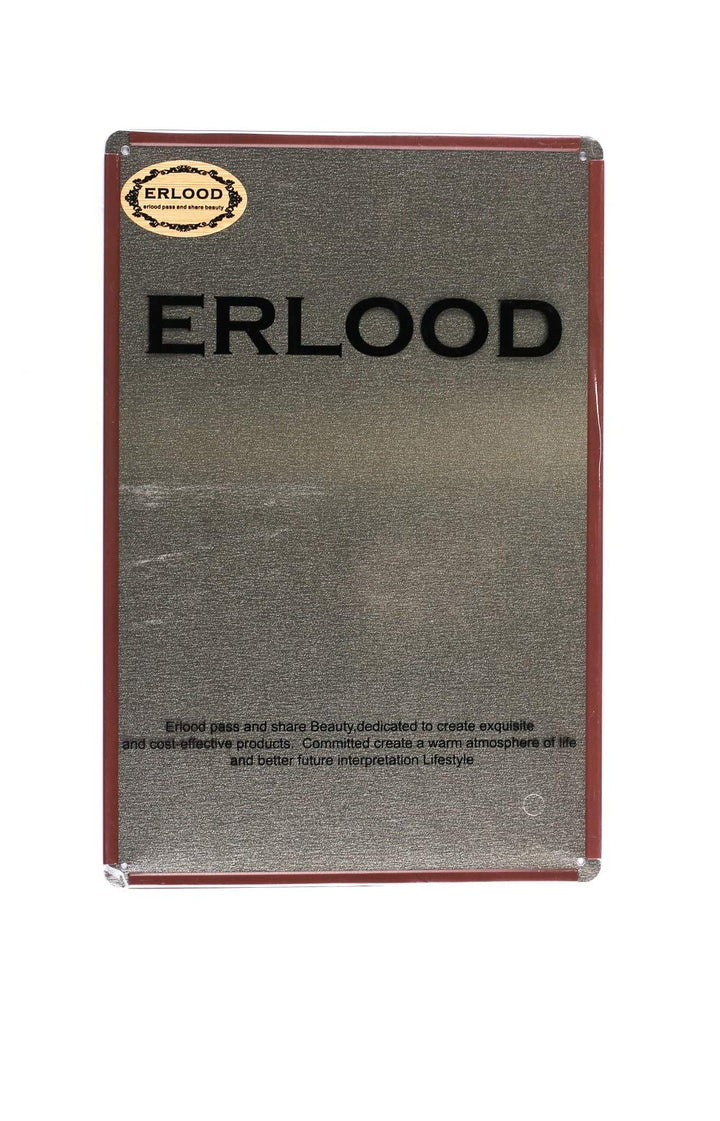 ERLOOD
erlood pass and share beauty
ERLOOD
Erlood pass and share Beauty,dedicated to create exquisite
and cost-effective products. Committed create a warm atmosphere of life
and better future interpretation Lifestyle